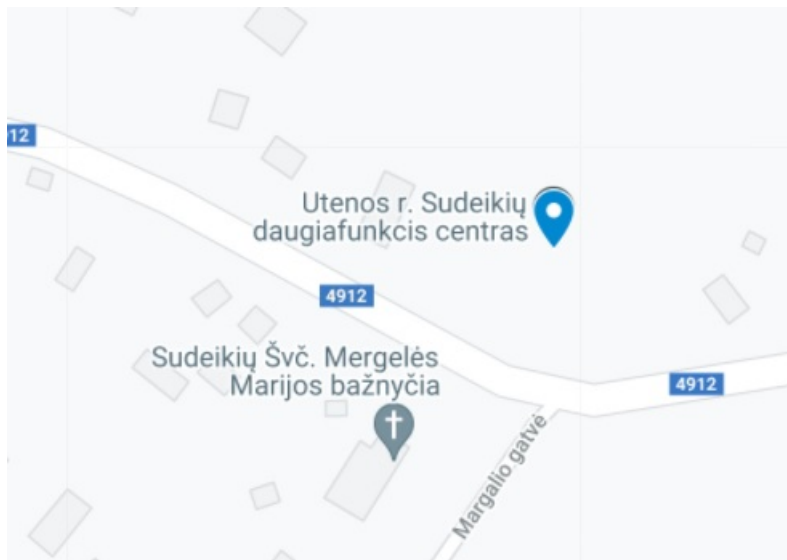 12
Utenos r. Sudeikių
daugiafunkcis centras
4912
Sudeikių Švč. Mergelės
Marijos bažnyčia
4912
Margalio gatvė